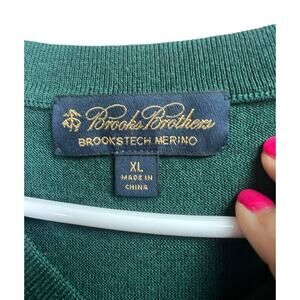 Brooks Brothers
BROOKSTECH MERINO
XL
MADE IN
CHINA